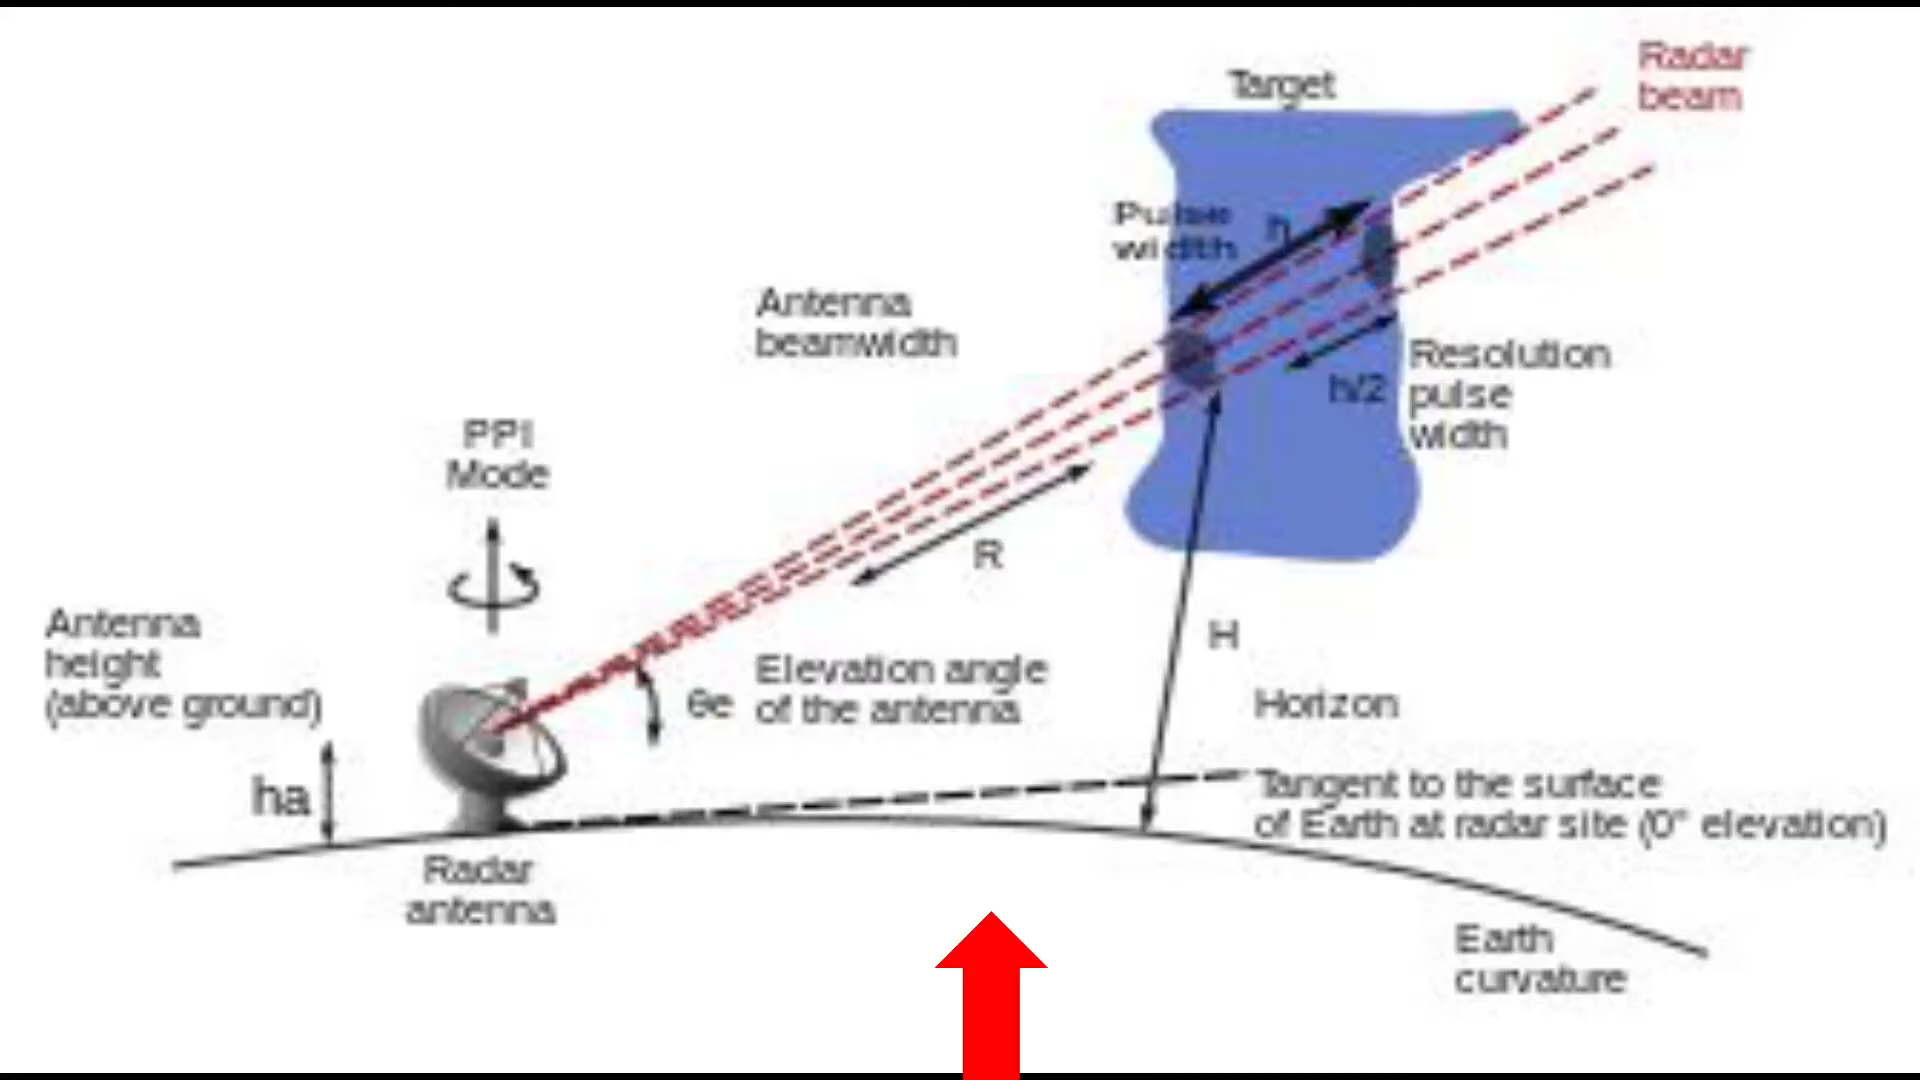 Radar
beam
Target
Pulse
width
h
Antenna
beamwidth
Resolution
pulse
width
h/2
PPI
Mode
R
Antenna
height
(above ground)
H
Elevation angle
of the antenna
θe
Horizon
ha
Tangent to the surface
of Earth at radar site (0° elevation)
Radar
antenna
Earth
curvature